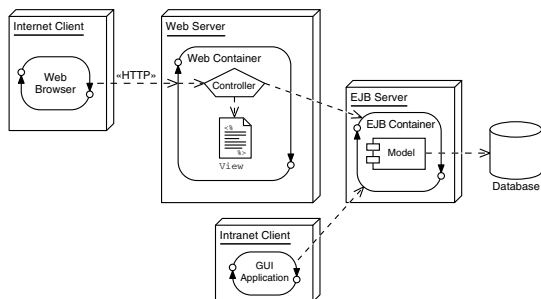 Internet Client
Web
Browser
«HTTP»
Web Server
Web Container
Controller
<%
%>
View
EJB Server
EJB Container
Model
Database
Intranet Client
GUI
Application